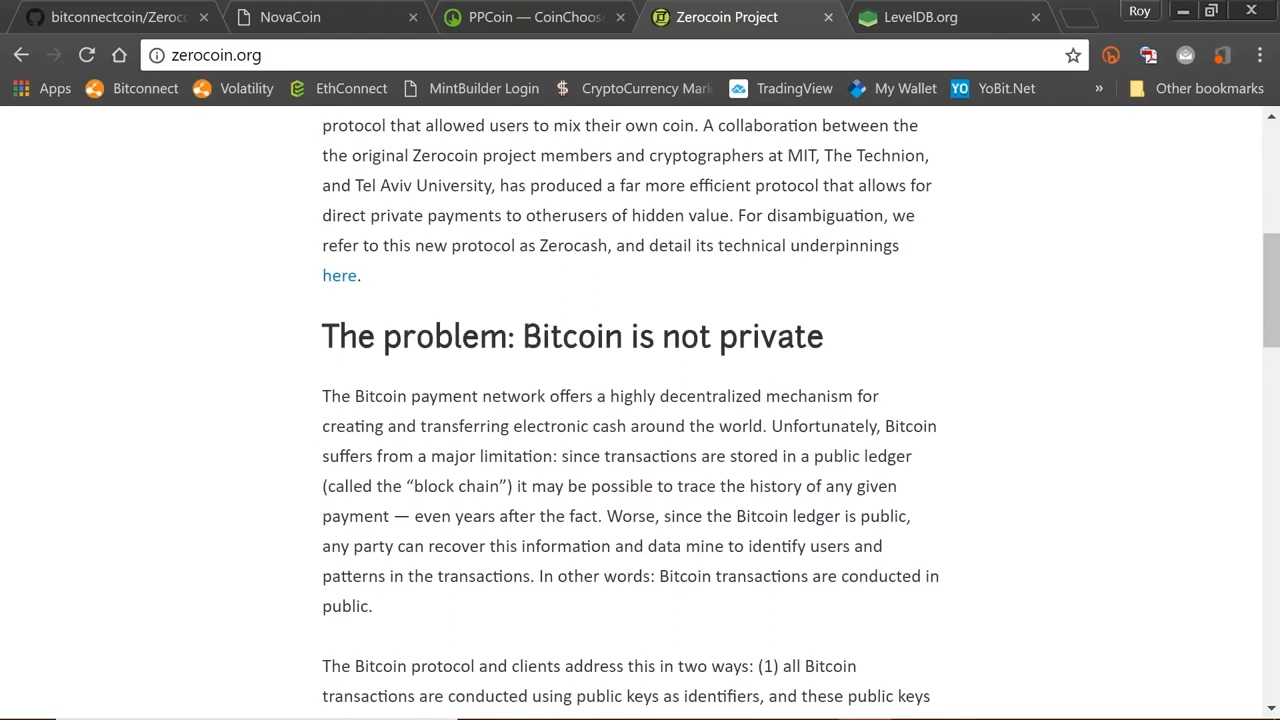 bitconnectcoin/Zeroc
NovaCoin
PPCoin — CoinChoose
Zerocoin Project
LevelDB.org
Roy
zerocoin.org
Apps
Bitconnect
Volatility
EthConnect
MintBuilder Login
CryptoCurrency Mark
TradingView
My Wallet
YO
YoBit.Net
»
Other bookmarks
protocol that allowed users to mix their own coin. A collaboration between the
the original Zerocoin project members and cryptographers at MIT, The Technion,
and Tel Aviv University, has produced a far more efficient protocol that allows for
direct private payments to otherusers of hidden value. For disambiguation, we
refer to this new protocol as Zerocash, and detail its technical underpinnings
here.
The problem: Bitcoin is not private
The Bitcoin payment network offers a highly decentralized mechanism for
creating and transferring electronic cash around the world. Unfortunately, Bitcoin
suffers from a major limitation: since transactions are stored in a public ledger
(called the “block chain”) it may be possible to trace the history of any given
payment — even years after the fact. Worse, since the Bitcoin ledger is public,
any party can recover this information and data mine to identify users and
patterns in the transactions. In other words: Bitcoin transactions are conducted in
public.
The Bitcoin protocol and clients address this in two ways: (1) all Bitcoin
transactions are conducted using public keys as identifiers, and these public keys